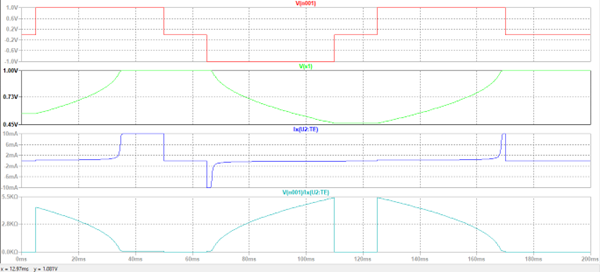 V(n001)
1.0V
0.6V
0.2V
-0.2V
-0.6V
-1.0V
V(x1)
1.00V
0.73V
0.45V
Ix(U2:TE)
10mA
6mA
2mA
-2mA
-6mA
-10mA
V(n001)/Ix(U2:TE)
5.5KΩ
2.8KΩ
0.0KΩ
0ms 20ms 40ms 60ms 80ms 100ms 120ms 140ms 160ms 180ms 200ms
x = 12.97ms y = 1.001V